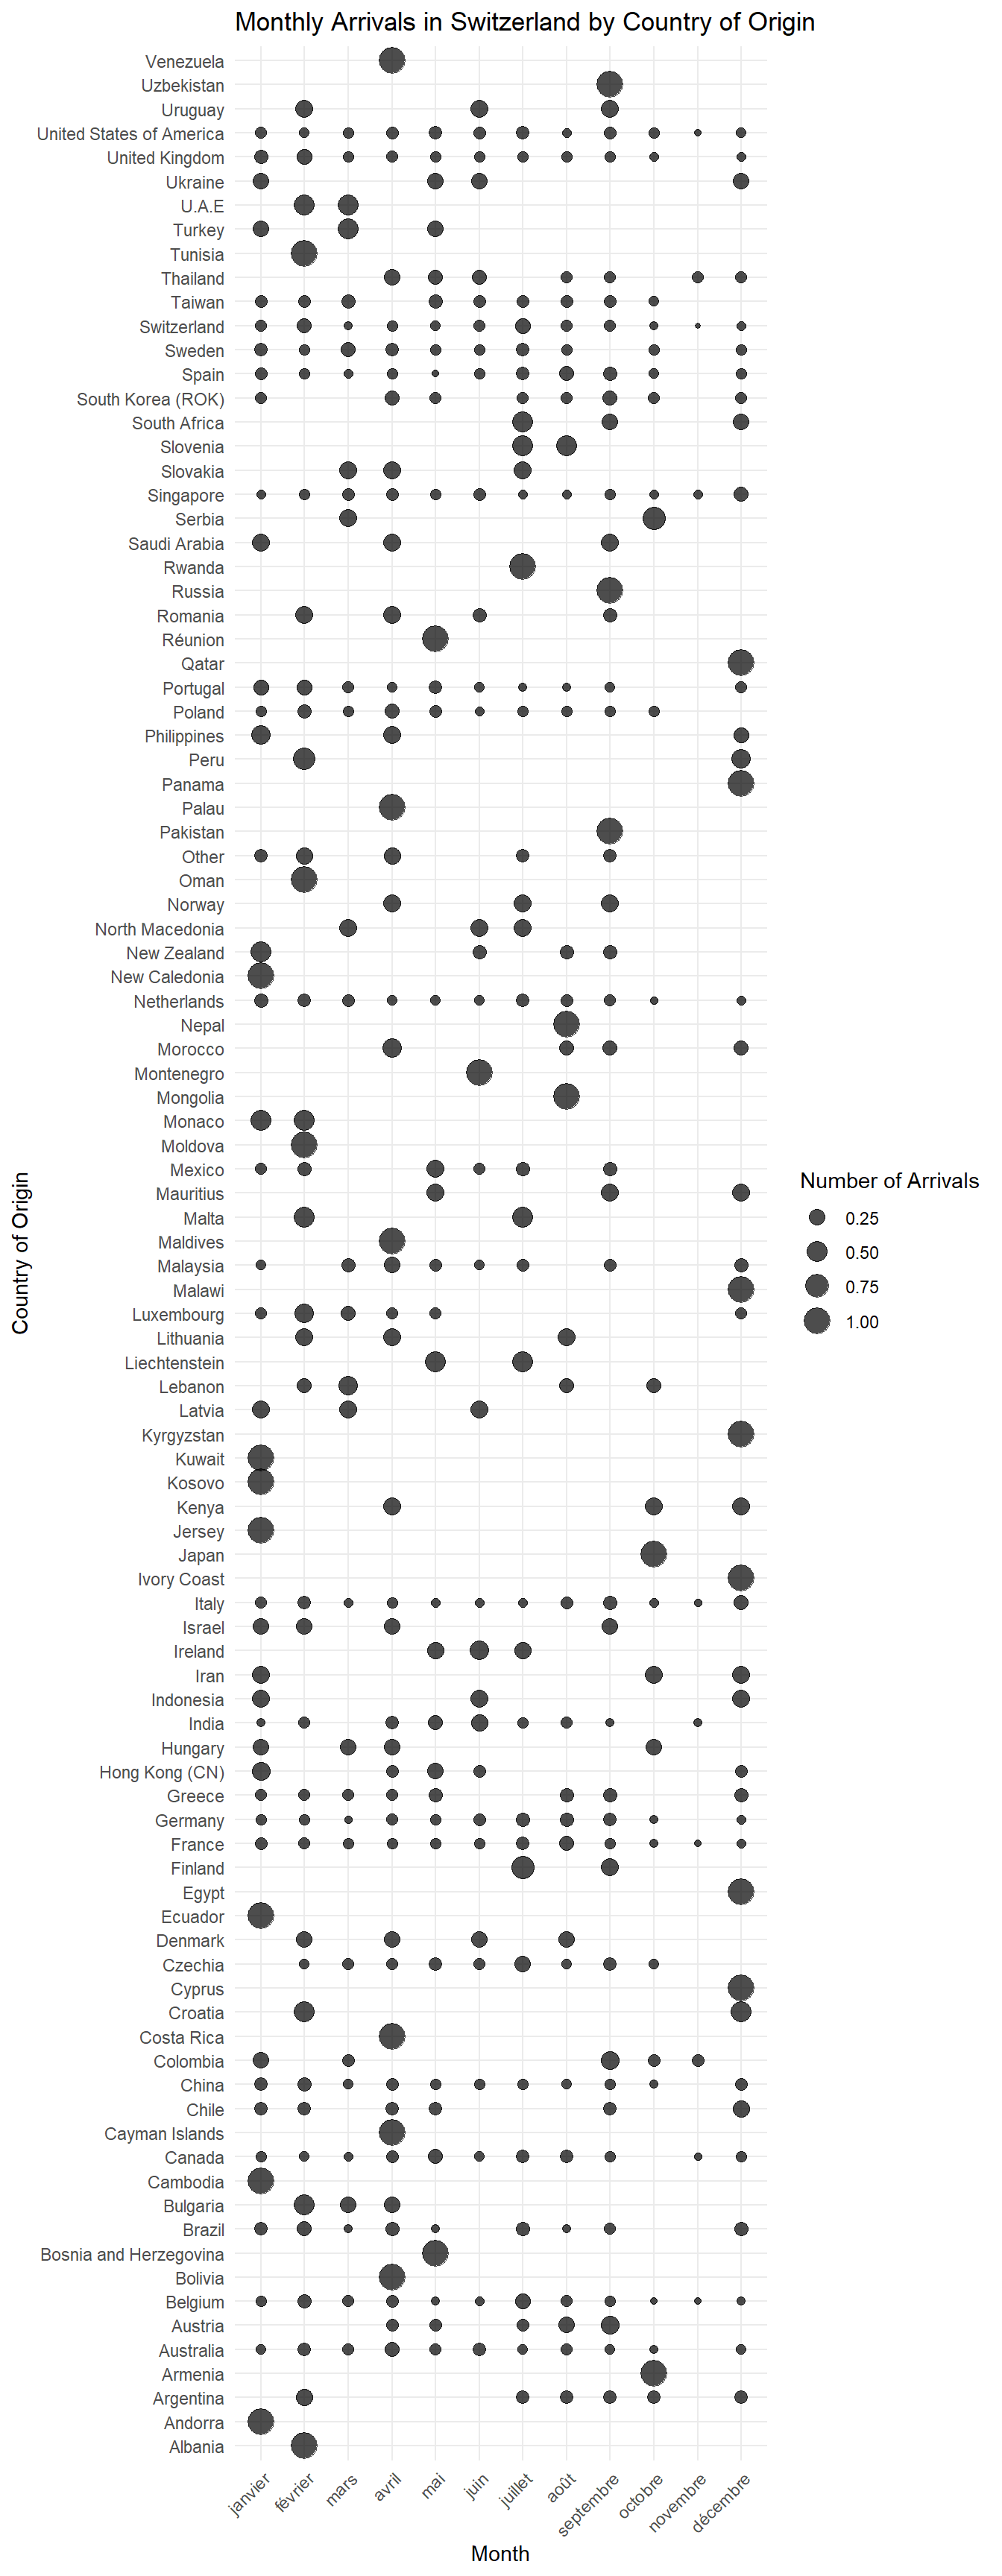 Monthly Arrivals in Switzerland by Country of Origin
Venezuela
Uzbekistan
Uruguay
United States of America
United Kingdom
Ukraine
U.A.E
Turkey
Tunisia
Thailand
Taiwan
Switzerland
Sweden
Spain
South Korea (ROK)
South Africa
Slovenia
Slovakia
Singapore
Serbia
Saudi Arabia
Rwanda
Russia
Romania
Réunion
Qatar
Portugal
Poland
Philippines
Peru
Panama
Palau
Pakistan
Other
Oman
Norway
North Macedonia
New Zealand
New Caledonia
Netherlands
Nepal
Morocco
Montenegro
Mongolia
Monaco
Moldova
Mexico
Mauritius
Malta
Maldives
Malaysia
Malawi
Luxembourg
Lithuania
Liechtenstein
Lebanon
Latvia
Kyrgyzstan
Kuwait
Kosovo
Kenya
Jersey
Japan
Ivory Coast
Italy
Israel
Ireland
Iran
Indonesia
India
Hungary
Hong Kong (CN)
Greece
Germany
France
Finland
Egypt
Ecuador
Denmark
Czechia
Cyprus
Croatia
Costa Rica
Colombia
China
Chile
Cayman Islands
Canada
Cambodia
Bulgaria
Brazil
Bosnia and Herzegovina
Bolivia
Belgium
Austria
Australia
Armenia
Argentina
Andorra
Albania
Country of Origin
janvier
février
mars
avril
mai
juin
juillet
août
septembre
octobre
novembre
décembre
Month
Number of Arrivals
0.25
0.50
0.75
1.00